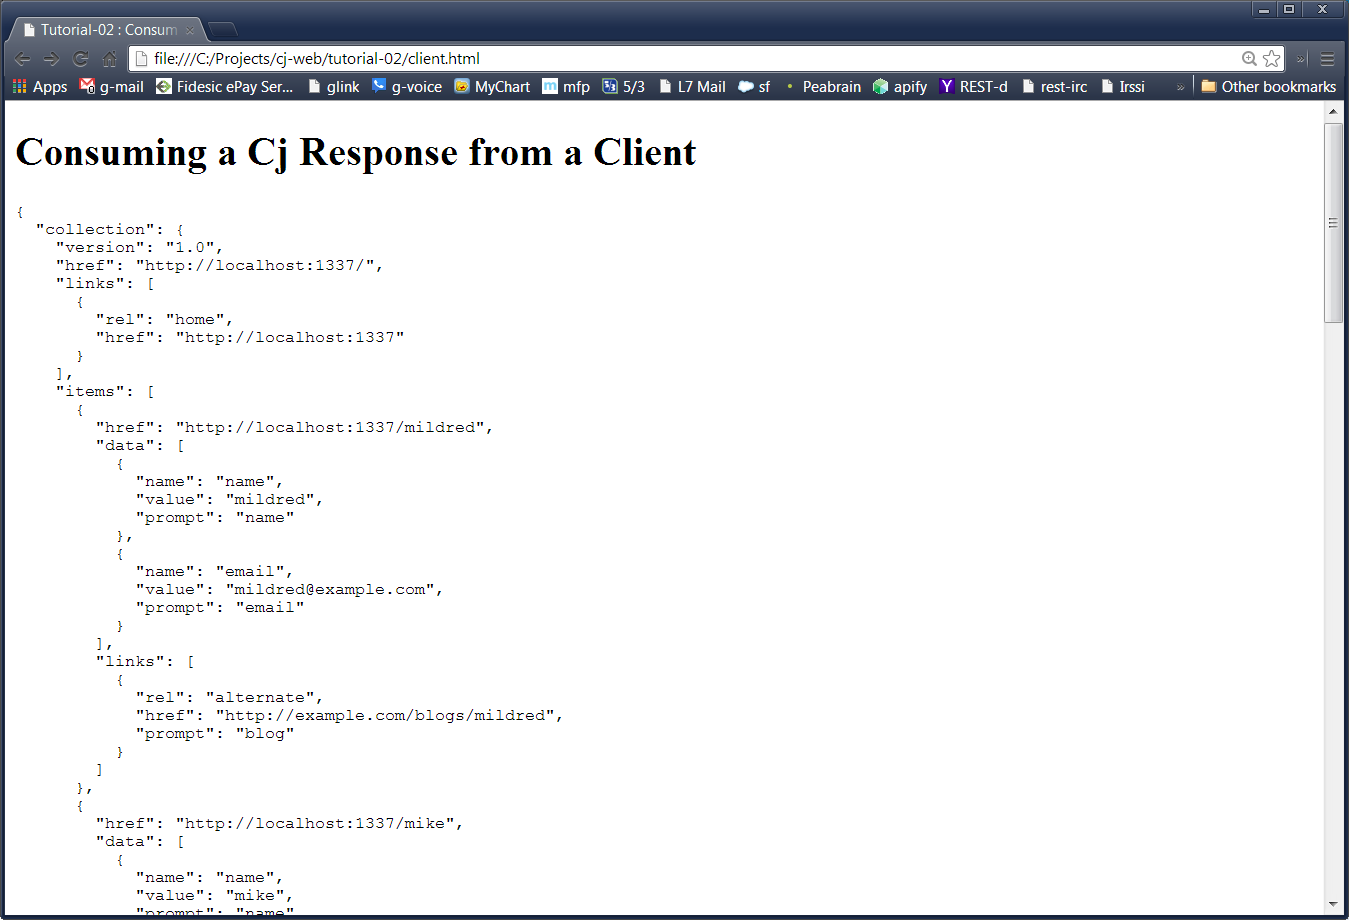 Tutorial-02 : Consum
file:///C:/Projects/cj-web/tutorial-02/client.html
Apps g-mail Fidesic ePay Ser... glink g-voice MyChart mfp 5/3 L7 Mail sf Peabrain apify REST-d rest-irc Irssi » Other bookmarks
Consuming a Cj Response from a Client
{
  "collection": {
    "version": "1.0",
    "href": "http://localhost:1337/",
    "links": [
      {
        "rel": "home",
        "href": "http://localhost:1337"
      }
    ],
    "items": [
      {
        "href": "http://localhost:1337/mildred",
        "data": [
          {
            "name": "name",
            "value": "mildred",
            "prompt": "name"
          },
          {
            "name": "email",
            "value": "mildred@example.com",
            "prompt": "email"
          }
        ],
        "links": [
          {
            "rel": "alternate",
            "href": "http://example.com/blogs/mildred",
            "prompt": "blog"
          }
        ]
      },
      {
        "href": "http://localhost:1337/mike",
        "data": [
          {
            "name": "name",
            "value": "mike",
            "prompt": "name"